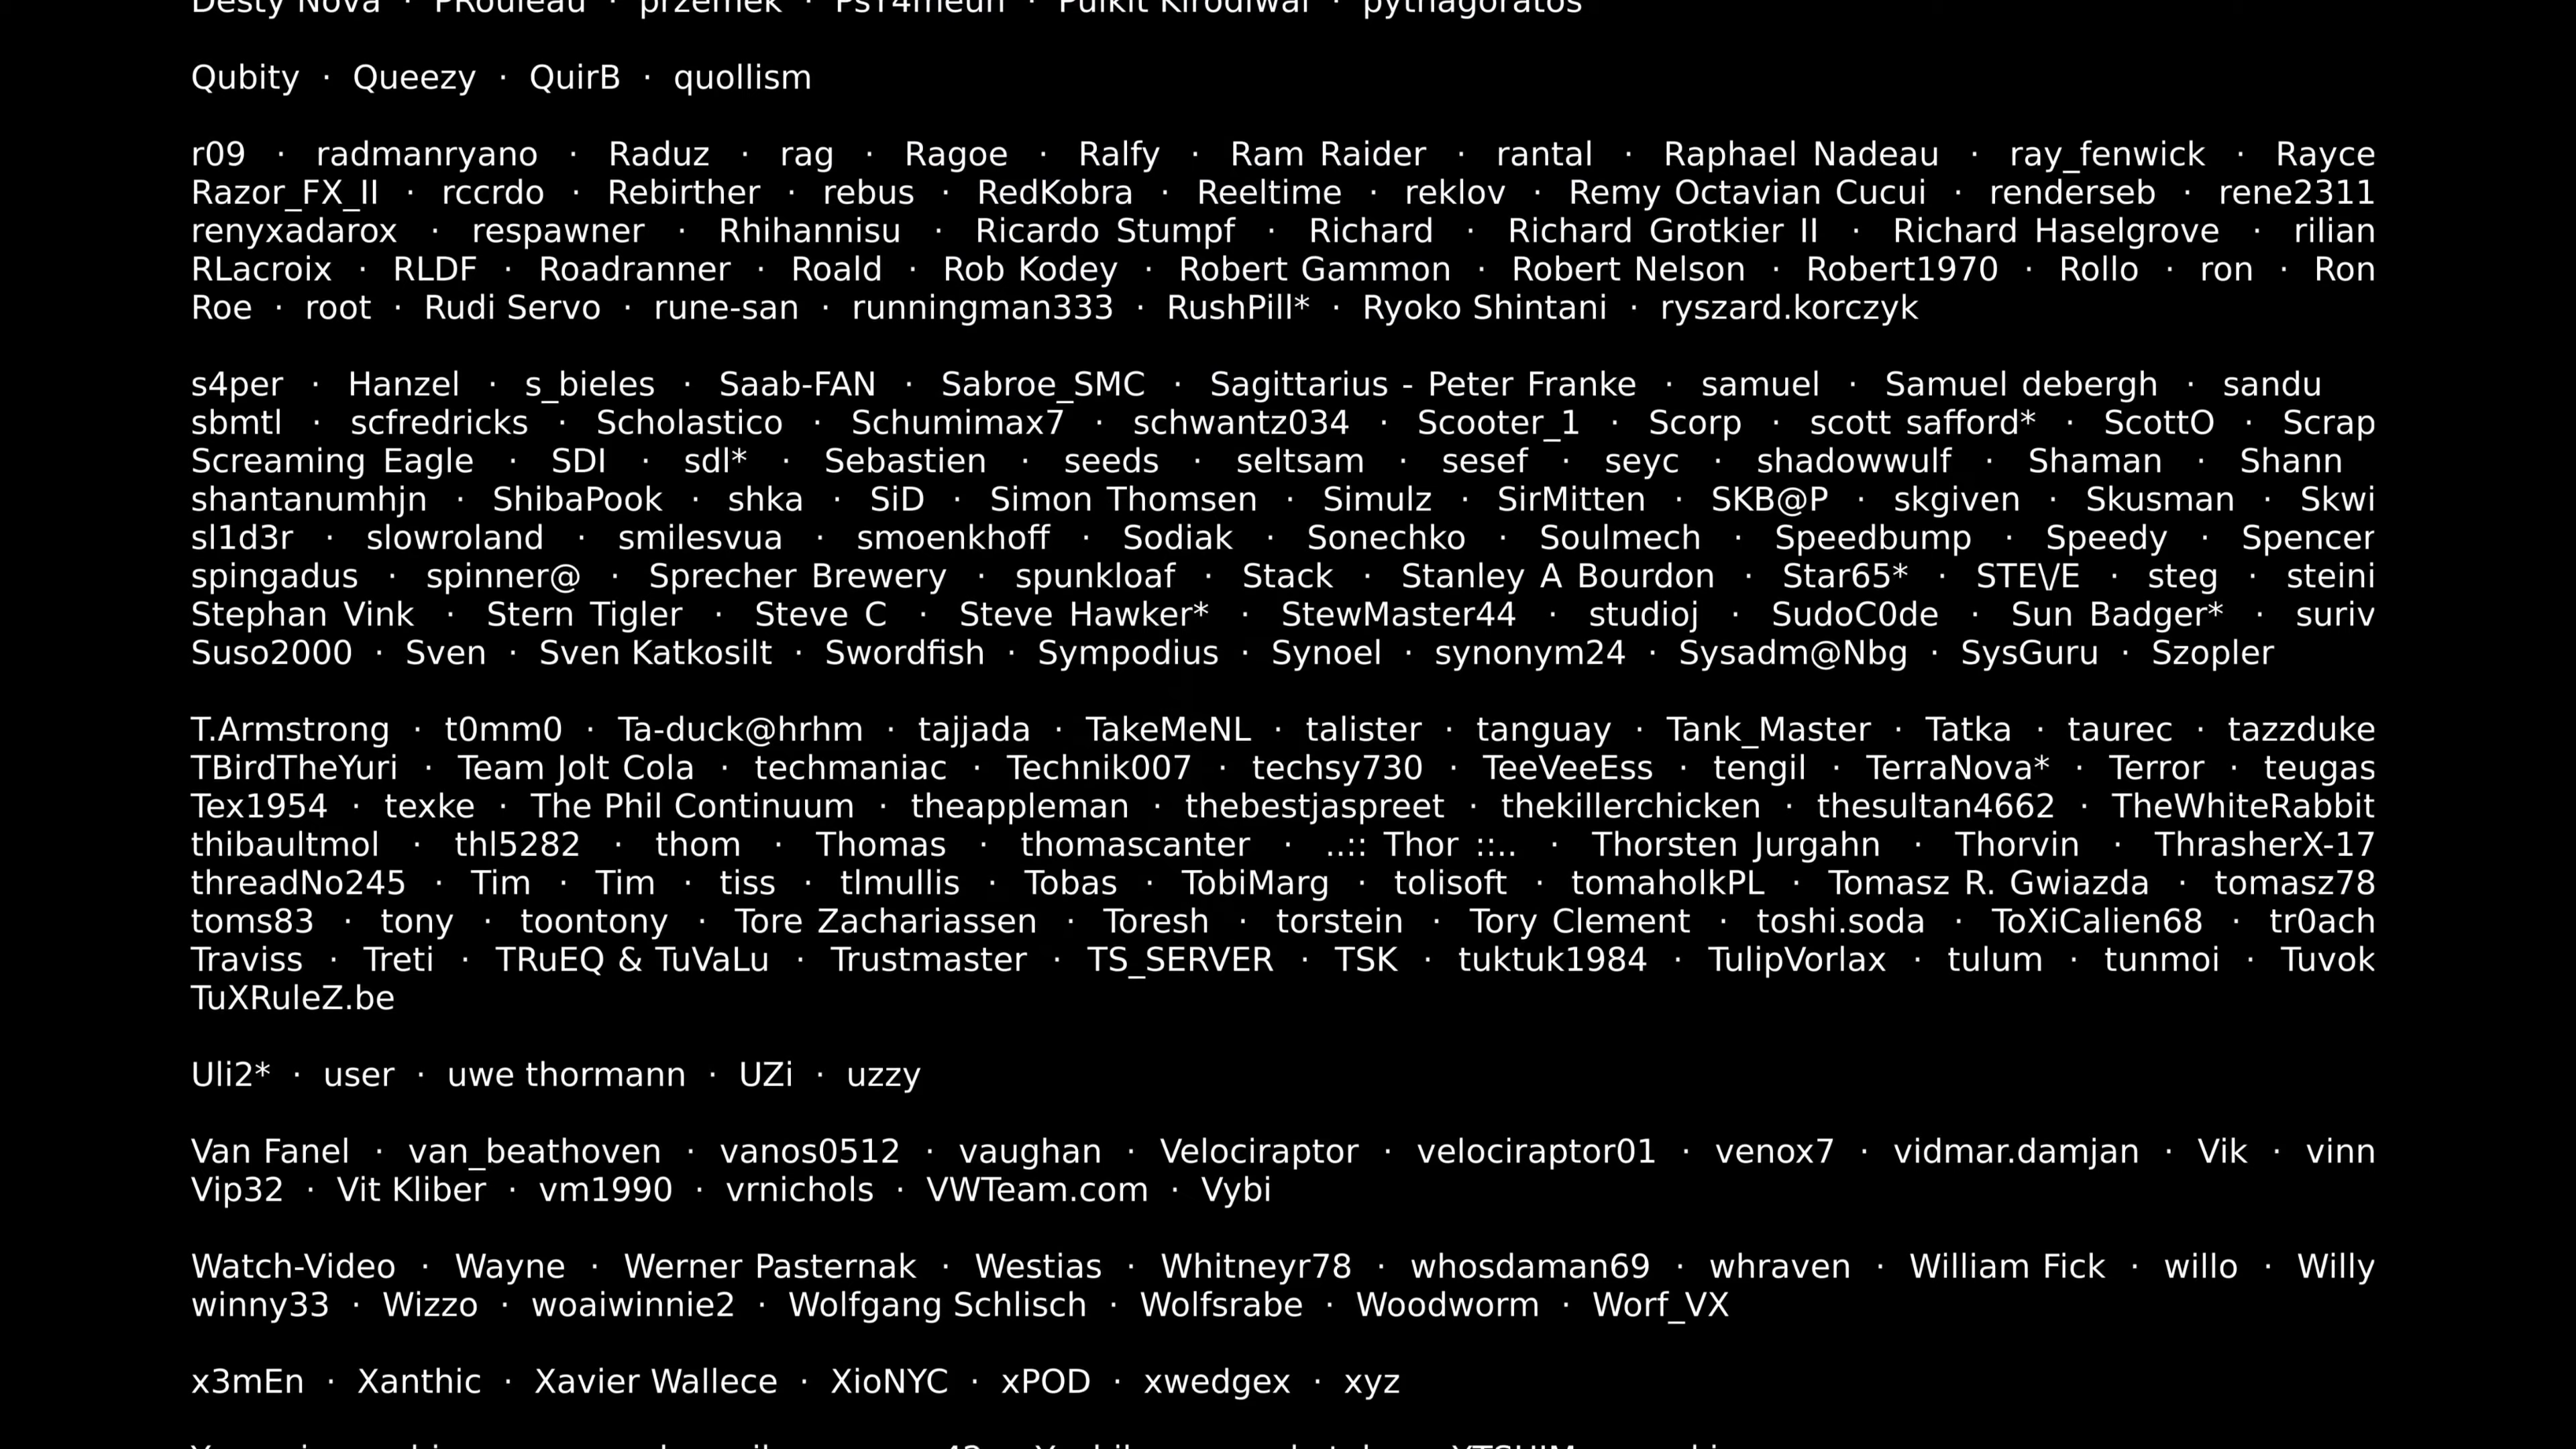 Desty Nova · PRouleau · przemek · · Pulkit Kirodiwal · pythagoratos
Qubity · Queezy · QuirB · quollism
r09 · radmanryano · Raduz · rag · Ragoe · Ralfy · Ram Raider · rantal · Raphael Nadeau · ray_fenwick · Rayce
Razor_FX_II · rccrdo · Rebirther · rebus · RedKobra · Reeltime · reklov · Remy Octavian Cucui · renderseb · rene2311
renyxadarox · respawner · Rhihannisu · Ricardo Stumpf · Richard · Richard Grotkier II · Richard Haselgrove · rilian
RLacroix · RLDF · Roadranner · Roald · Rob Kodey · Robert Gammon · Robert Nelson · Robert1970 · Rollo · ron · Ron
Roe · root · Rudi Servo · rune-san · runningman333 · RushPill* · Ryoko Shintani · ryszard.korczyk
s4per · Hanzel · s_bieles · Saab-FAN · Sabroe_SMC · Sagittarius - Peter Franke · samuel · Samuel debergh · sandu
sbmtl · scfredricks · Scholastico · Schumimax7 · schwantz034 · Scooter_1 · Scorp · scott safford* · ScottO · Scrap
Screaming Eagle · SDI · sdl* · Sebastien · seeds · seltsam · sesef · seyc · shadowwulf · Shaman · Shann
shantanumhjn · ShibaPook · shka · SiD · Simon Thomsen · Simulz · SirMitten · SKB@P · skgiven · Skusman · Skwi
sl1d3r · slowroland · smilesvua · smoenkhoff · Sodiak · Sonechko · Soulmech · Speedbump · Speedy · Spencer
spingadus · spinner@ · Sprecher Brewery · spunkloaf · Stack · Stanley A Bourdon · Star65* · STE\/E · steg · steini
Stephan Vink · Stern Tigler · Steve C · Steve Hawker* · StewMaster44 · studioj · SudoC0de · Sun Badger* · suriv
Suso2000 · Sven · Sven Katkosilt · Swordfish · Sympodius · Synoel · synonym24 · Sysadm@Nbg · SysGuru · Szopler
T.Armstrong · t0mm0 · Ta-duck@hrhm · tajjada · TakeMeNL · talister · tanguay · Tank_Master · Tatka · taurec · tazzduke
TBirdTheYuri · Team Jolt Cola · techmaniac · Technik007 · techsy730 · TeeVeeEss · tengil · TerraNova* · Terror · teugas
Tex1954 · texke · The Phil Continuum · theappleman · thebestjaspreet · thekillerchicken · thesultan4662 · TheWhiteRabbit
thibaultmol · thl5282 · thom · Thomas · thomascanter · ..:: Thor ::.. · Thorsten Jurgahn · Thorvin · ThrasherX-17
threadNo245 · Tim · Tim · tiss · tlmullis · Tobas · TobiMarg · tolisoft · tomaholkPL · Tomasz R. Gwiazda · tomasz78
toms83 · tony · toontony · Tore Zachariassen · Toresh · torstein · Tory Clement · toshi.soda · ToXiCalien68 · tr0ach
Traviss · Treti · TRuEQ & TuVaLu · Trustmaster · TS_SERVER · TSK · tuktuk1984 · TulipVorlax · tulum · tunmoi · Tuvok
TuXRuleZ.be
Uli2* · user · uwe thormann · UZi · uzzy
Van Fanel · van_beathoven · vanos0512 · vaughan · Velociraptor · velociraptor01 · venox7 · vidmar.damjan · Vik · vinn
Vip32 · Vit Kliber · vm1990 · vrnichols · VWTeam.com · Vybi
Watch-Video · Wayne · Werner Pasternak · Westias · Whitneyr78 · whosdaman69 · whraven · William Fick · willo · Willy
winny33 · Wizzo · woaiwinnie2 · Wolfgang Schlisch · Wolfsrabe · Woodworm · Worf_VX
x3mEn · Xanthic · Xavier Wallece · XioNYC · xPOD · xwedgex · xyz